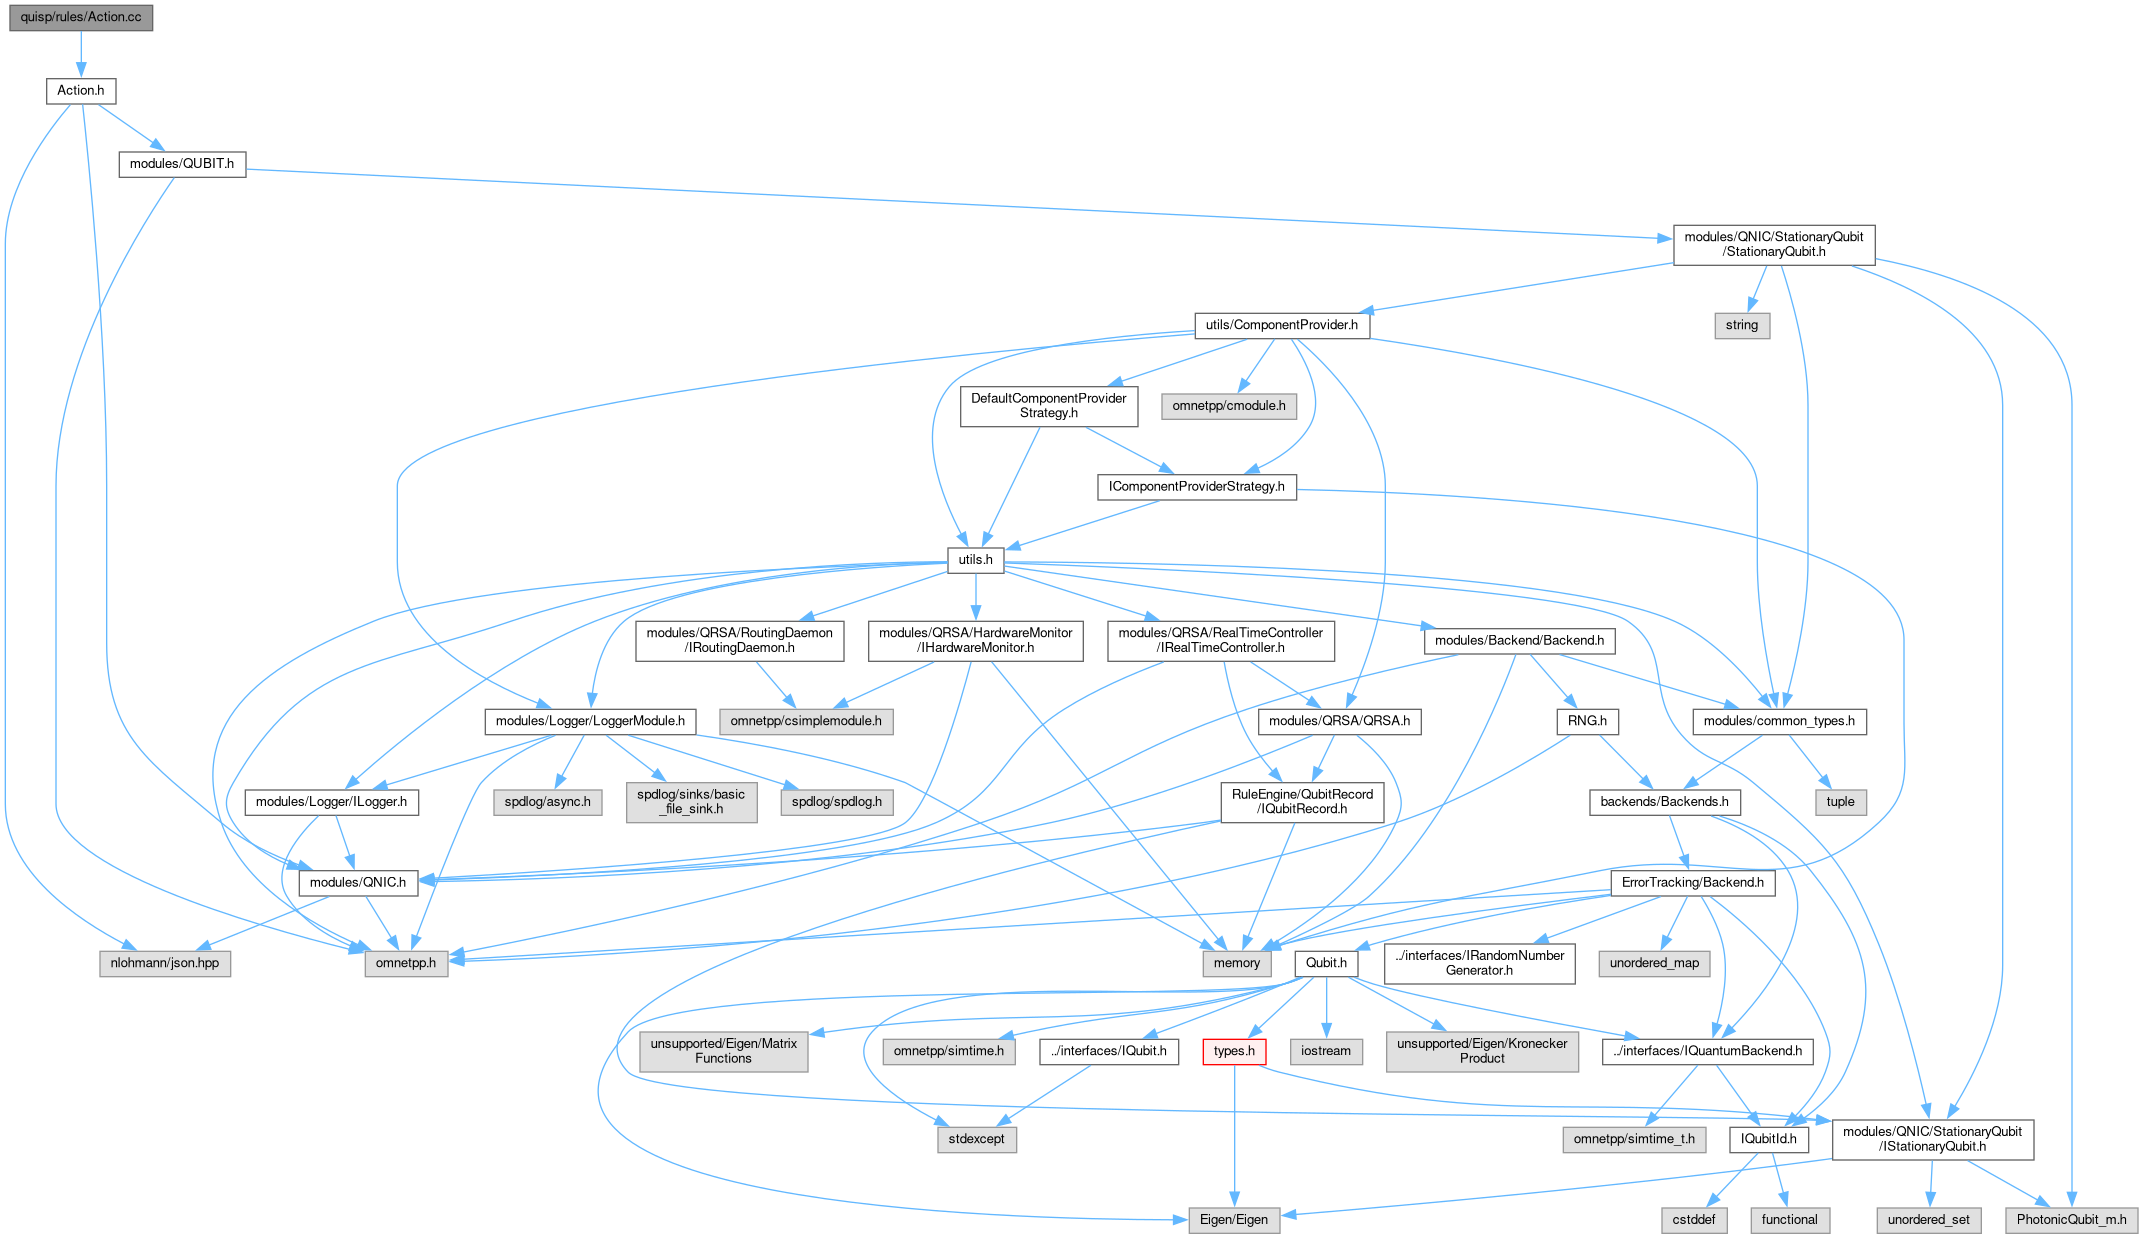 quisp/rules/Action.cc
Action.h
modules/QUBIT.h
modules/QNIC/StationaryQubit
/StationaryQubit.h
utils/ComponentProvider.h
string
DefaultComponentProvider
Strategy.h
omnetpp/cmodule.h
IComponentProviderStrategy.h
utils.h
modules/QRSA/RoutingDaemon
/IRoutingDaemon.h
modules/QRSA/HardwareMonitor
/IHardwareMonitor.h
modules/QRSA/RealTimeController
/IRealTimeController.h
modules/Backend/Backend.h
modules/Logger/LoggerModule.h
omnetpp/csimplemodule.h
modules/QRSA/QRSA.h
RNG.h
modules/common_types.h
modules/Logger/ILogger.h
spdlog/async.h
spdlog/sinks/basic
_file_sink.h
spdlog/spdlog.h
RuleEngine/QubitRecord
/IQubitRecord.h
backends/Backends.h
tuple
modules/QNIC.h
ErrorTracking/Backend.h
nlohmann/json.hpp
omnetpp.h
memory
Qubit.h
../interfaces/IRandomNumber
Generator.h
unordered_map
unsupported/Eigen/Matrix
Functions
omnetpp/simtime.h
../interfaces/IQubit.h
types.h
iostream
unsupported/Eigen/Kronecker
Product
../interfaces/IQuantumBackend.h
stdexcept
omnetpp/simtime_t.h
IQubitId.h
modules/QNIC/StationaryQubit
/IStationaryQubit.h
Eigen/Eigen
cstddef
functional
unordered_set
PhotonicQubit_m.h